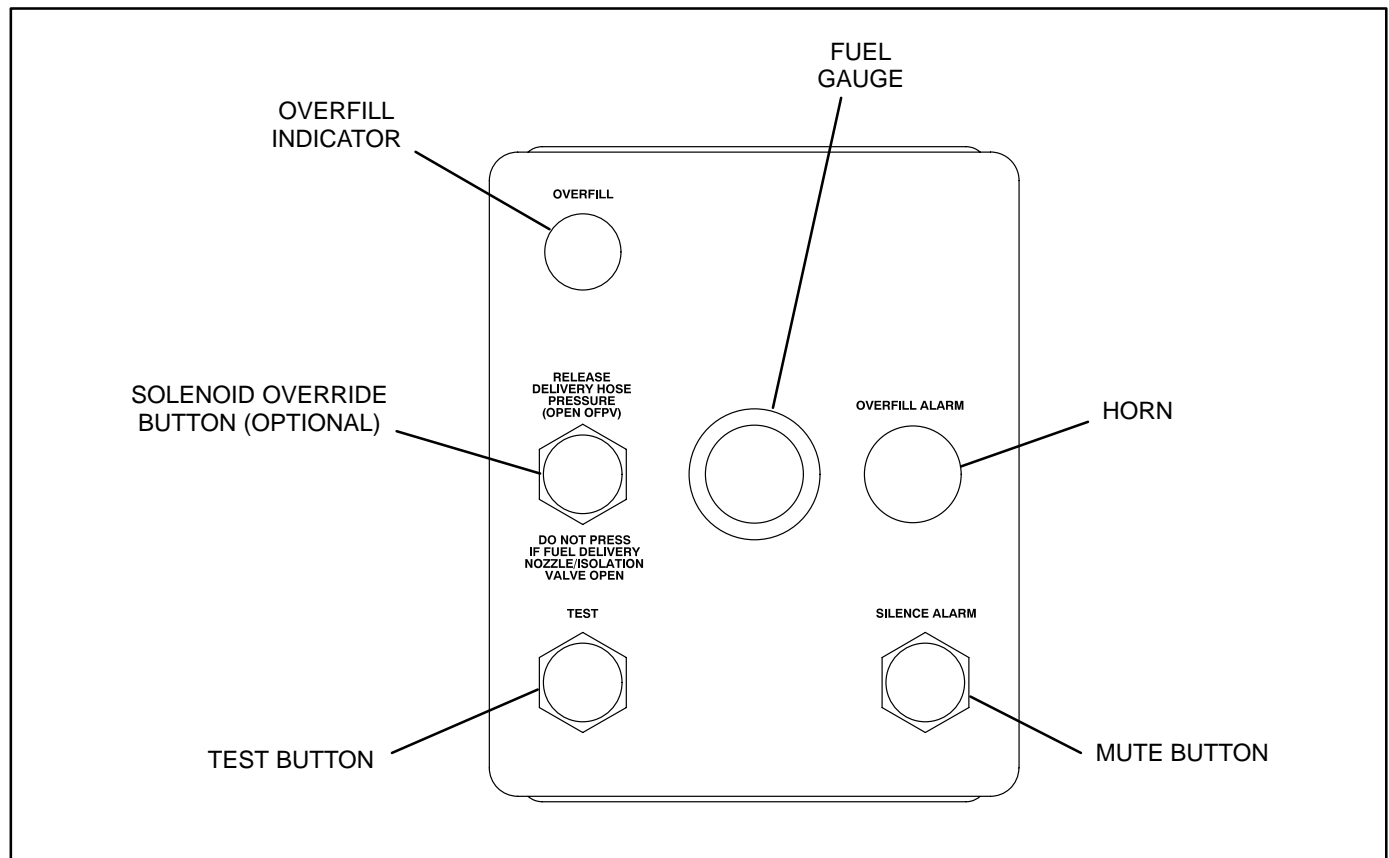 FUEL
GAUGE
OVERFILL
INDICATOR
OVERFILL
SOLENOID OVERRIDE
BUTTON (OPTIONAL)
RELEASE
DELIVERY HOSE
PRESSURE
(OPEN OFPV)
OVERFILL ALARM
HORN
DO NOT PRESS
IF FUEL DELIVERY
NOZZLE/ISOLATION
VALVE OPEN
TEST
SILENCE ALARM
TEST BUTTON
MUTE BUTTON